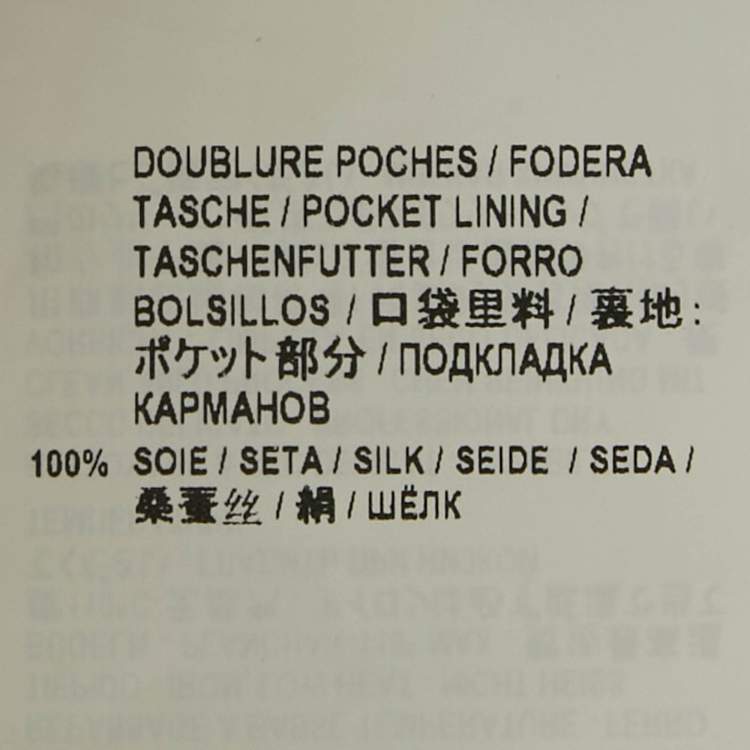 DOUBLURE POCHES / FODERA
TASCHE / POCKET LINING /
TASCHENFUTTER / FORRO
BOLSILLOS / 口袋里料 / 裏地:
ポケット部分 / ПОДКЛАДКА
КАРМАНОВ
100% SOIE / SETA / SILK / SEIDE / SEDA /
桑蚕丝 / 絹 / ШЁЛК